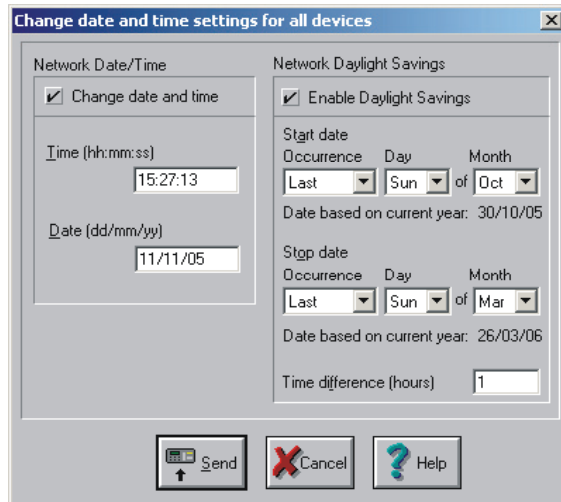 Change date and time settings for all devices
Network Date/Time
Change date and time
Time (hh:mm:ss)
15:27:13
Date (dd/mm/yy)
11/11/05
Network Daylight Savings
Enable Daylight Savings
Start date
Occurrence Day Month
Last Sun of Oct
Date based on current year: 30/10/05
Stop date
Occurrence Day Month
Last Sun of Mar
Date based on current year: 26/03/06
Time difference (hours) 1
Send Cancel Help